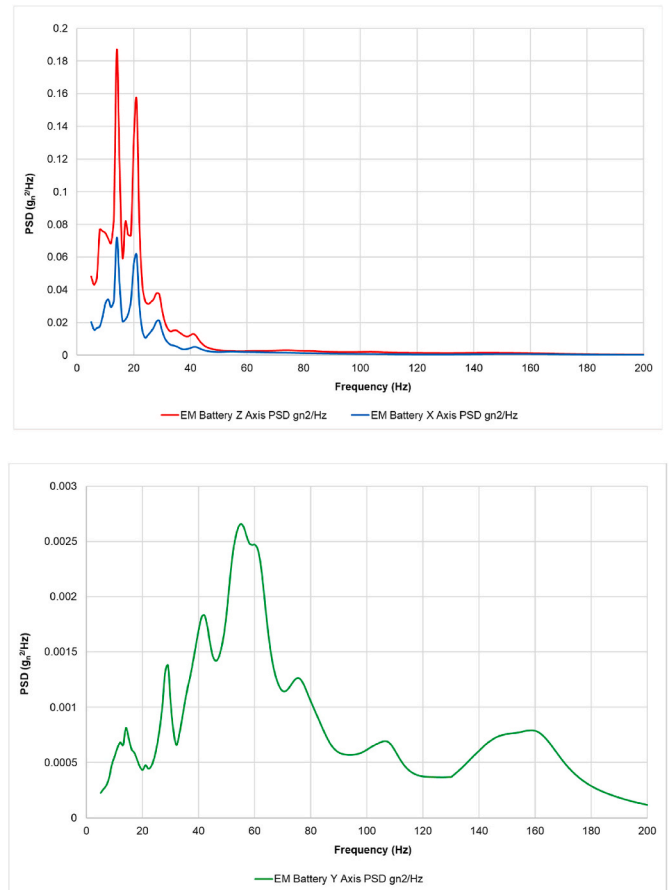 0.2
0.18
0.16
0.14
0.12
0.1
0.08
0.06
0.04
0.02
0
PSD (gn²/Hz)
0 20 40 60 80 100 120 140 160 180 200
Frequency (Hz)
EM Battery Z Axis PSD gn2/Hz EM Battery X Axis PSD gn2/Hz
0.003
0.0025
0.002
0.0015
0.001
0.0005
0
PSD (gn²/Hz)
0 20 40 60 80 100 120 140 160 180 200
Frequency (Hz)
EM Battery Y Axis PSD gn2/Hz